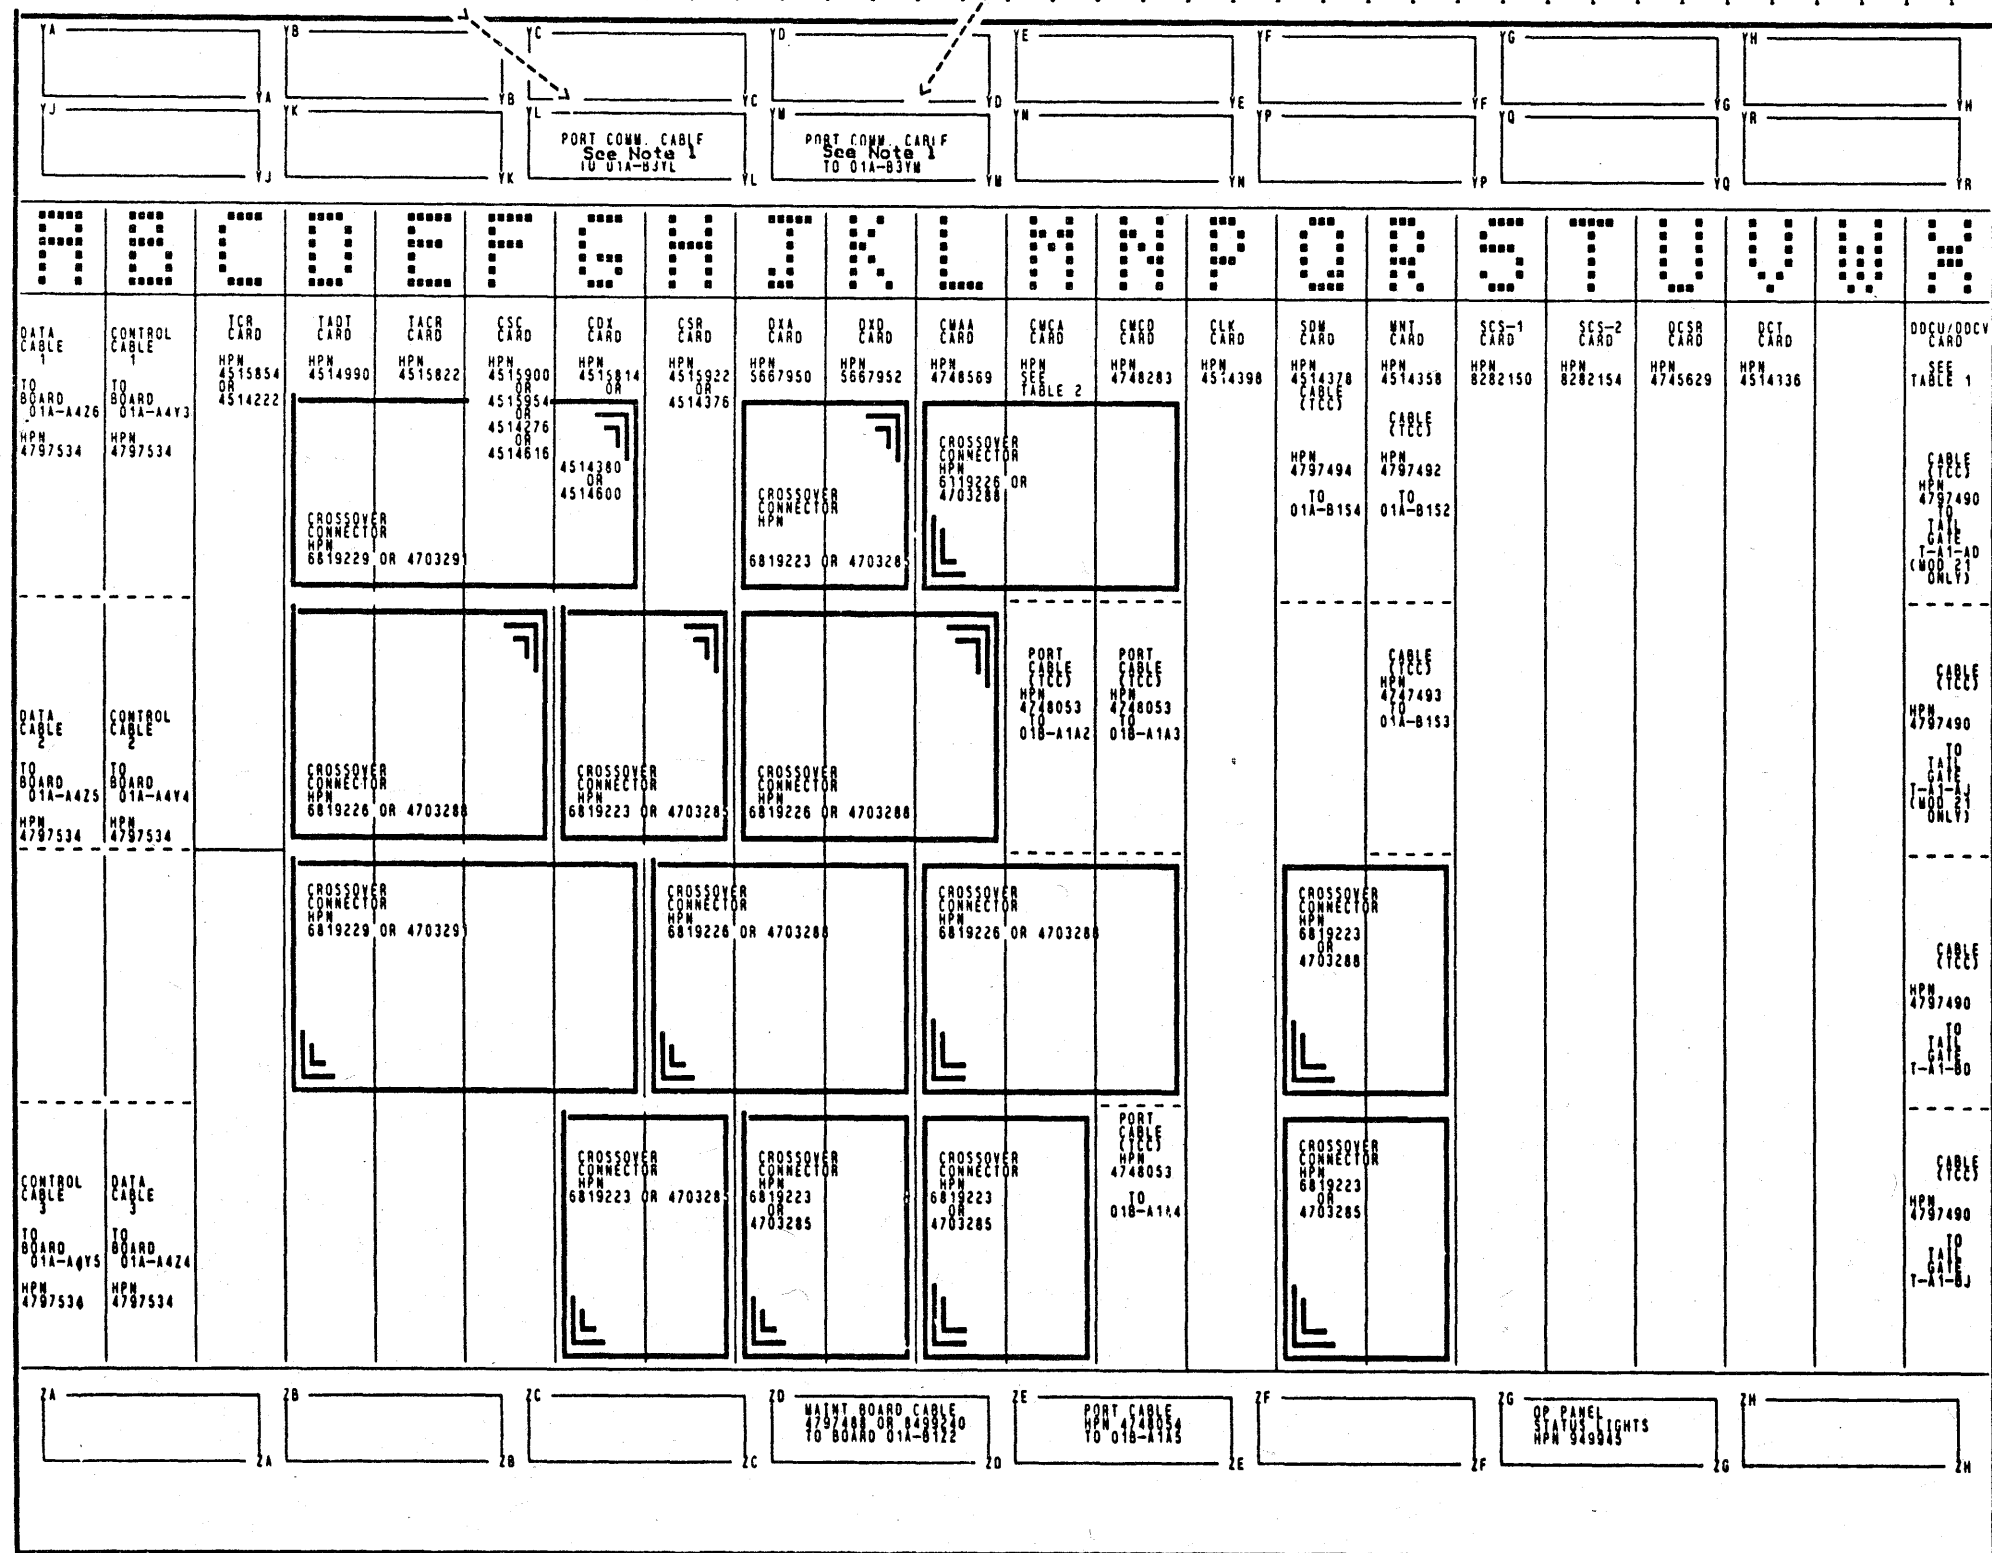 YA YB YC YD YE YF YG YH
YA YB YC YD YE YF YG YH
YJ YK YL YM YN YP YQ YR
PORT COMM. CABLE
See Note 1
TO 01A-B3YL
PORT COMM. CABLE
See Note 1
TO 01A-B3YM
YJ YK YL YM YN YP YQ YR
A B C D E F G H J K L M N P Q R S T U V W X
DATA
CABLE
1
TO
BOARD
01A-A4Z6
HPN
4797534
CONTROL
CABLE
1
TO
BOARD
01A-A4Y3
HPN
4797534
TCR
CARD
HPN
4515854
OR
4514222
TADT
CARD
HPN
4514990
TACR
CARD
HPN
4515822
CSC
CARD
HPN
4515900
OR
4515954
OR
4514276
OR
4514616
CDX
CARD
HPN
4515814
OR
4514380
OR
4514600
CSR
CARD
HPN
4515922
OR
4514376
DXA
CARD
HPN
5667950
DXD
CARD
HPN
5667952
CMAA
CARD
HPN
4748569
CMCA
CARD
HPN
SEE
TABLE 2
CMCD
CARD
HPN
4748283
CLK
CARD
HPN
4514398
SDM
CARD
HPN
4514378
CABLE
(TCC)
HPN
4797494
TO
01A-B1S4
MNT
CARD
HPN
4514358
CABLE
(TCC)
HPN
4797492
TO
01A-B1S2
SCS-1
CARD
HPN
8282150
SCS-2
CARD
HPN
8282154
DCSR
CARD
HPN
4745629
DCT
CARD
HPN
4514336
DDCU/DDCV
CARD
SEE
TABLE 1
CABLE
(TCC)
HPN
4797490
TO
TAIL
GATE
T-A1-AD
(MOD 21
ONLY)
CROSSOVER
CONNECTOR
HPN
6819229 OR 4703291
CROSSOVER
CONNECTOR
HPN
6819223 OR 4703285
CROSSOVER
CONNECTOR
HPN
6819226 OR
4703288
DATA
CABLE
2
TO
BOARD
01A-A4Z5
HPN
4797534
CONTROL
CABLE
2
TO
BOARD
01A-A4Y4
HPN
4797534
CROSSOVER
CONNECTOR
HPN
6819226 OR 4703288
CROSSOVER
CONNECTOR
HPN
6819223 OR 4703285
CROSSOVER
CONNECTOR
HPN
6819226 OR 4703288
PORT
CABLE
(TCC)
HPN
4748053
TO
01B-A1A2
PORT
CABLE
(TCC)
HPN
4748053
TO
01B-A1A3
CABLE
(TCC)
HPN
4747493
TO
01A-B1S3
CABLE
(TCC)
HPN
4797490
TO
TAIL
GATE
T-A1-AJ
(MOD 21
ONLY)
CROSSOVER
CONNECTOR
HPN
6819229 OR 4703291
CROSSOVER
CONNECTOR
HPN
6819226 OR 4703288
CROSSOVER
CONNECTOR
HPN
6819226 OR 4703288
CROSSOVER
CONNECTOR
HPN
6819223
OR
4703288
CABLE
(TCC)
HPN
4797490
TO
TAIL
GATE
T-A1-BD
CONTROL
CABLE
3
TO
BOARD
01A-A4Y5
HPN
4797534
DATA
CABLE
3
TO
BOARD
01A-A4Z4
HPN
4797534
CROSSOVER
CONNECTOR
HPN
6819223 OR 4703285
CROSSOVER
CONNECTOR
HPN
6819223
OR
4703285
CROSSOVER
CONNECTOR
HPN
6819223
OR
4703285
PORT
CABLE
(TCC)
HPN
4748053
TO
01B-A1A4
CROSSOVER
CONNECTOR
HPN
6819223
OR
4703285
CABLE
(TCC)
HPN
4797490
TO
TAIL
GATE
T-A1-BJ
ZA ZB ZC ZD ZE ZF ZG ZH
MAINT BOARD CABLE
4797488 OR 8499240
TO BOARD 01A-B1Z2
PORT CABLE
HPN 4748054
TO 01B-A1A5
OP PANEL
STATUS LIGHTS
HPN 949945
ZA ZB ZC ZD ZE ZF ZG ZH